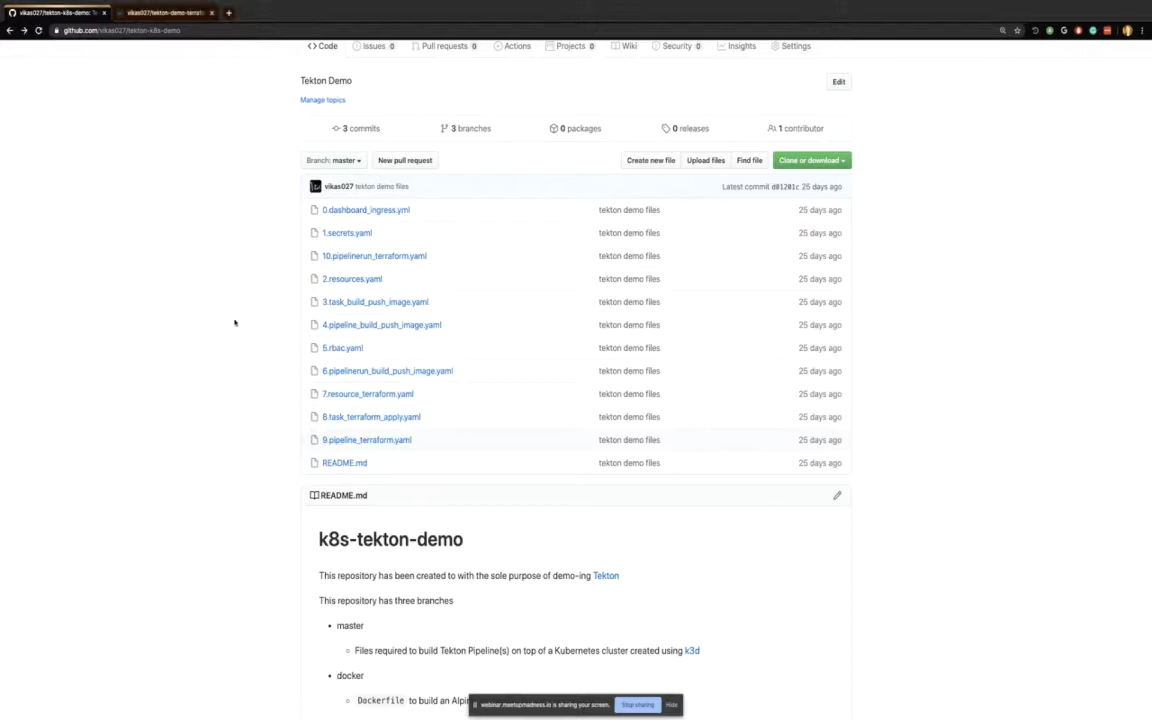 vikas027/tekton-k8s-demo: T
vikas027/tekton-demo-terraf
github.com/vikas027/tekton-k8s-demo
Code
Issues 0
Pull requests 0
Actions
Projects 0
Wiki
Security 0
Insights
Settings
Tekton Demo
Edit
Manage topics
3 commits
3 branches
0 packages
0 releases
1 contributor
Branch: master
New pull request
Create new file
Upload files
Find file
Clone or download
vikas027 tekton demo files
Latest commit d01201c 25 days ago
0.dashboard_ingress.yml tekton demo files 25 days ago
1.secrets.yaml tekton demo files 25 days ago
10.pipelinerun_terraform.yaml tekton demo files 25 days ago
2.resources.yaml tekton demo files 25 days ago
3.task_build_push_image.yaml tekton demo files 25 days ago
4.pipeline_build_push_image.yaml tekton demo files 25 days ago
5.rbac.yaml tekton demo files 25 days ago
6.pipelinerun_build_push_image.yaml tekton demo files 25 days ago
7.resource_terraform.yaml tekton demo files 25 days ago
8.task_terraform_apply.yaml tekton demo files 25 days ago
9.pipeline_terraform.yaml tekton demo files 25 days ago
README.md tekton demo files 25 days ago
README.md
k8s-tekton-demo
This repository has been created to with the sole purpose of demo-ing Tekton
This repository has three branches
• master
Files required to build Tekton Pipeline(s) on top of a Kubernetes cluster created using k3d
• docker
Dockerfile to build an Alpi
webinar.meetupmadness.io is sharing your screen.
Stop sharing
Hide